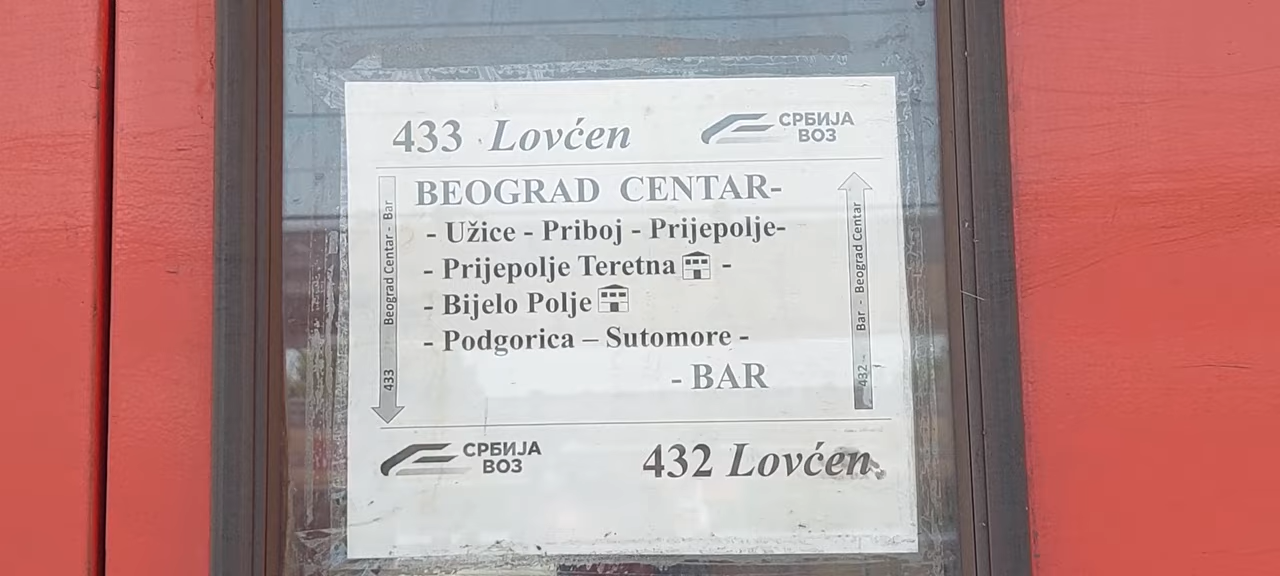 433 Lovćen
СРБИЈА
ВОЗ
BEOGRAD CENTAR-
- Užice - Priboj - Prijepolje-
- Prijepolje Teretna -
- Bijelo Polje
- Podgorica – Sutomore -
- BAR
433 Beograd Centar - Bar
432 - Bar - Beograd Centar
СРБИЈА
ВОЗ
432 Lovćen